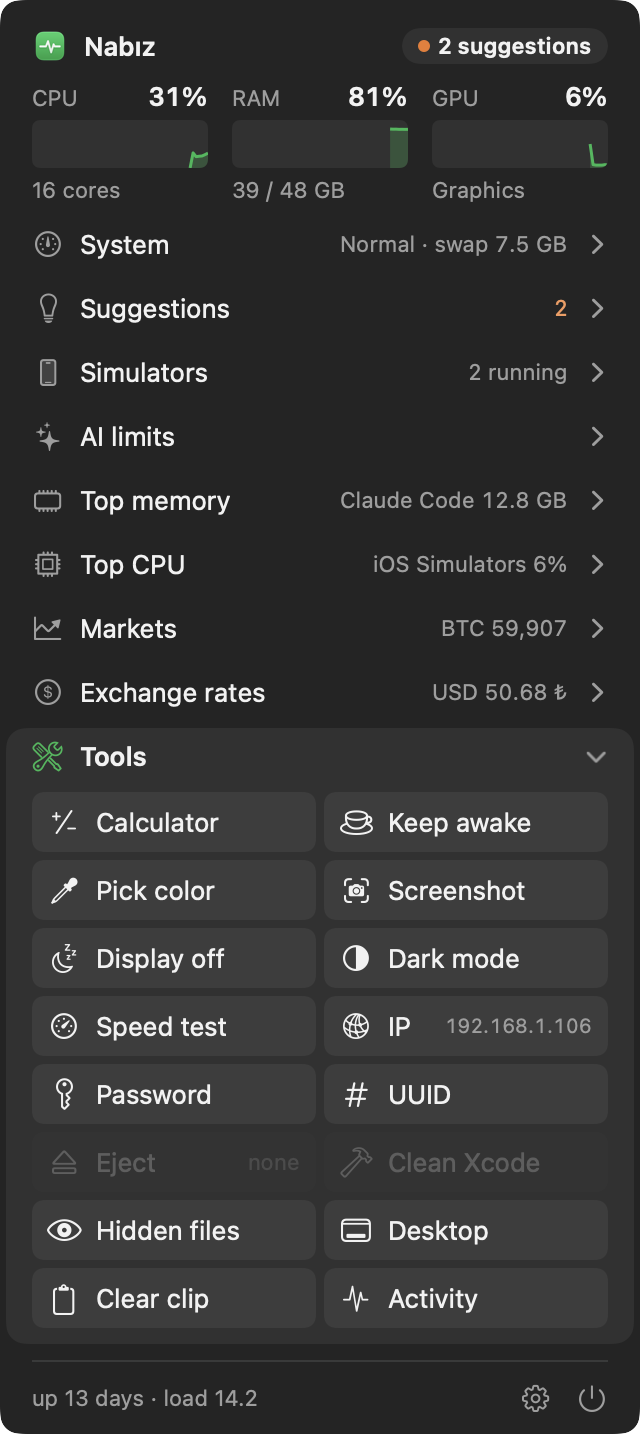 Nabız
2 suggestions
CPU 31%
RAM 81%
GPU 6%
16 cores
39 / 48 GB
Graphics
System Normal · swap 7.5 GB
Suggestions 2
Simulators 2 running
AI limits
Top memory Claude Code 12.8 GB
Top CPU iOS Simulators 6%
Markets BTC 59,907
Exchange rates USD 50.68 ₺
Tools
Calculator
Keep awake
Pick color
Screenshot
Display off
Dark mode
Speed test
IP 192.168.1.106
Password
UUID
Eject none
Clean Xcode
Hidden files
Desktop
Clear clip
Activity
up 13 days · load 14.2